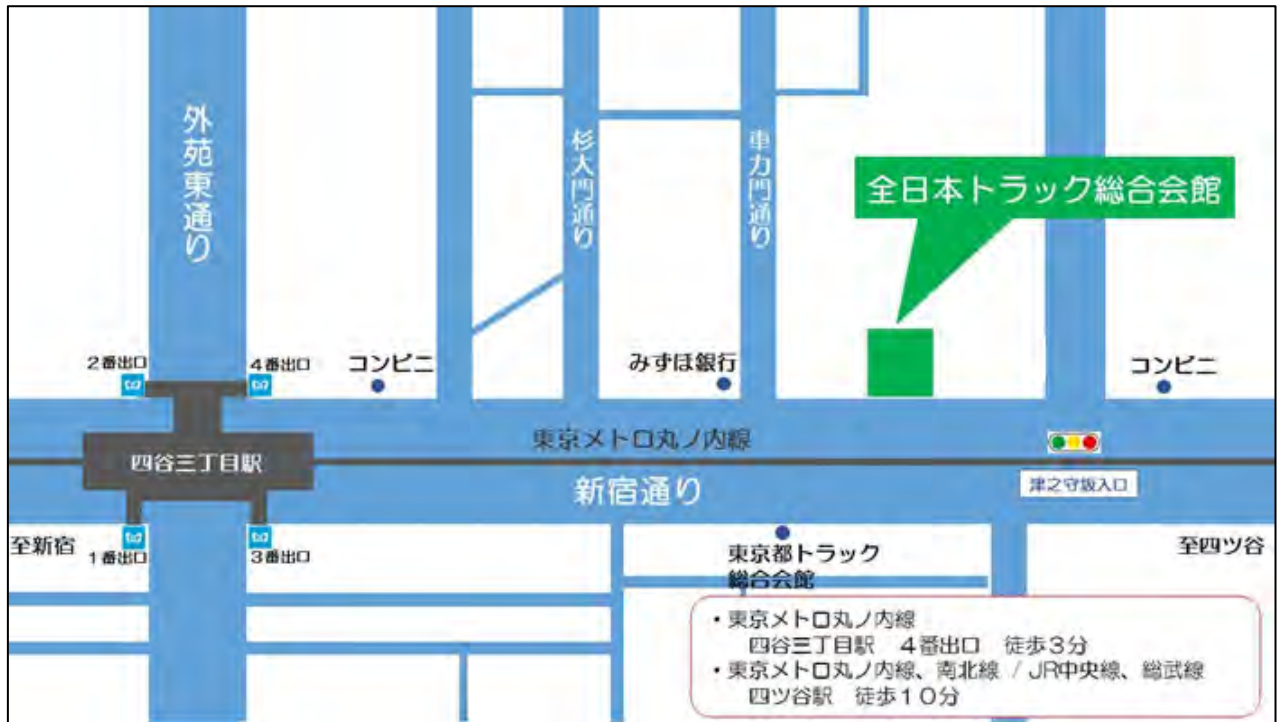 外苑東通り
杉大門通り
車力門通り
全日本トラック総合会館
2番出口
4番出口
コンビニ
みずほ銀行
コンビニ
東京メトロ丸ノ内線
四谷三丁目駅
新宿通り
津之守坂入口
至新宿
1番出口
3番出口
東京都トラック
総合会館
至四ツ谷
・東京メトロ丸ノ内線
四谷三丁目駅 4番出口 徒歩3分
・東京メトロ丸ノ内線、南北線 / JR中央線、総武線
四ツ谷駅 徒歩10分